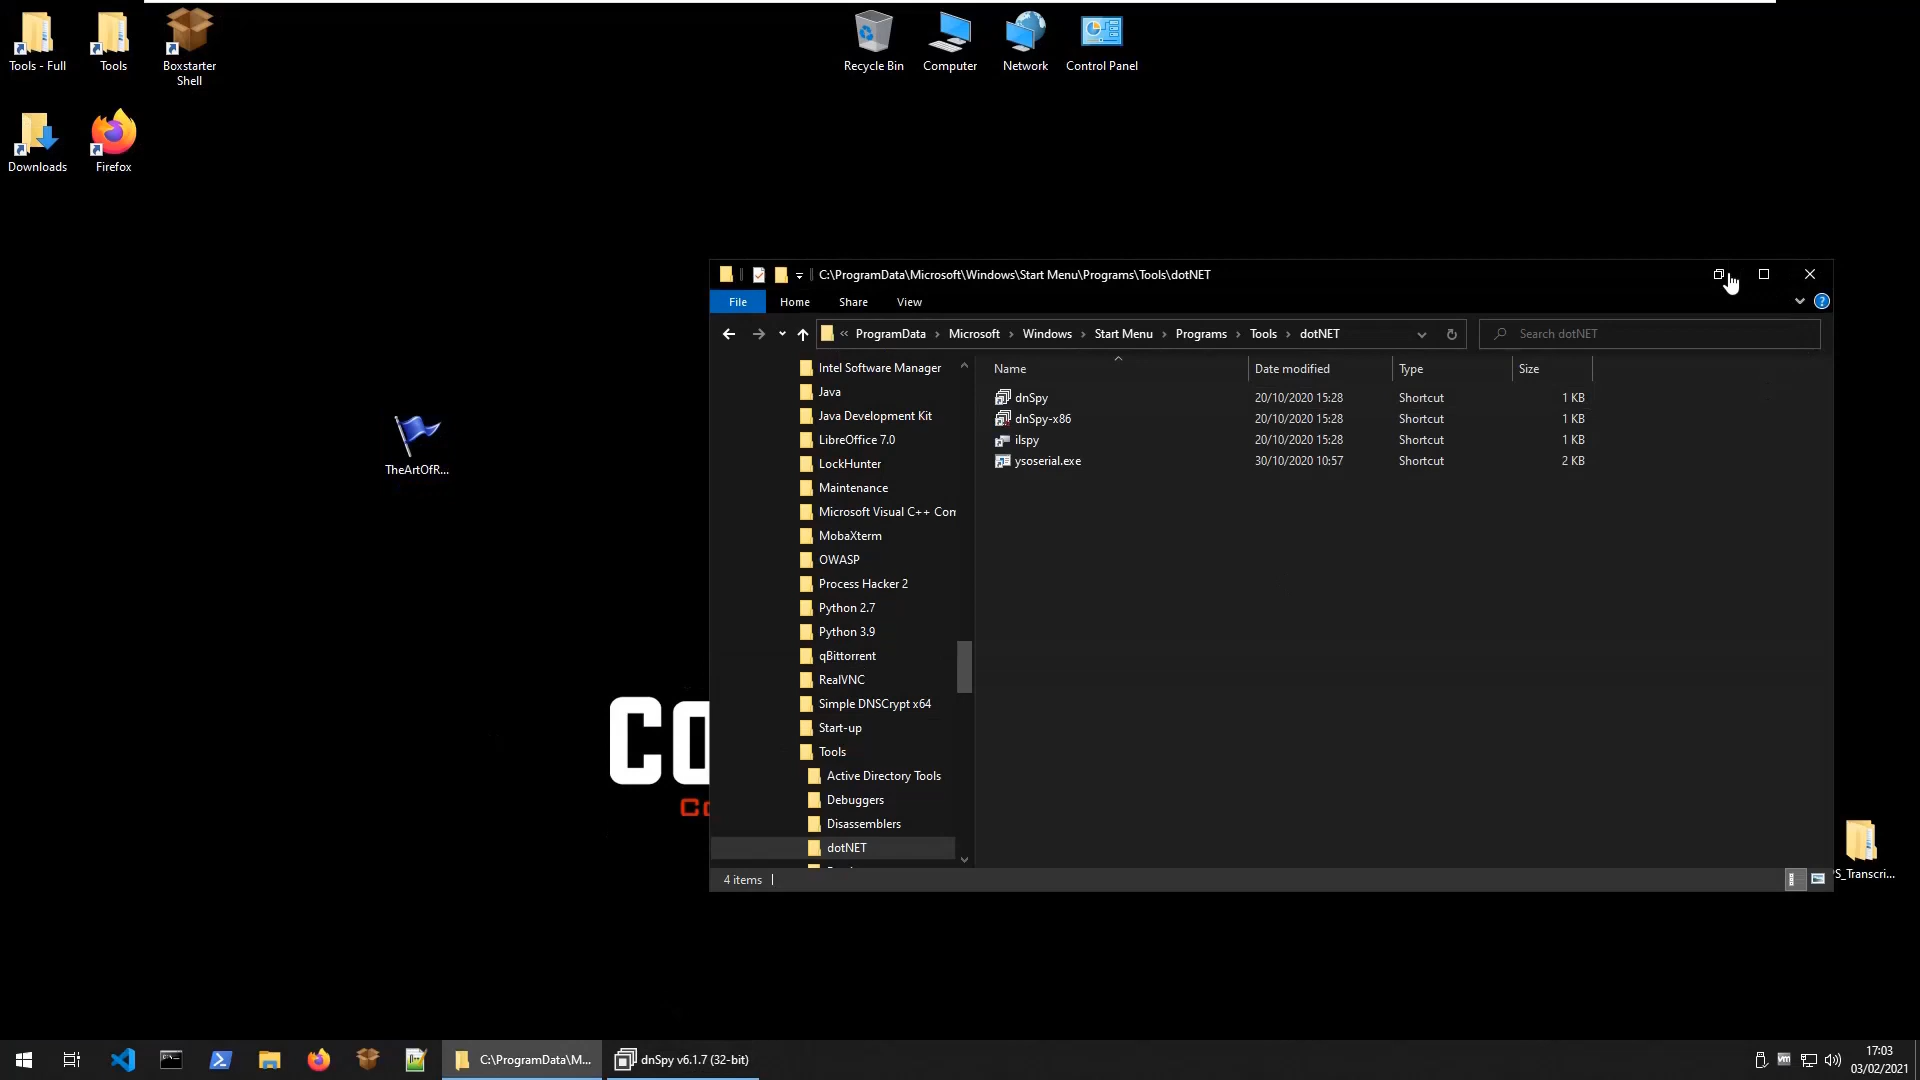 Tools - Full
Tools
Boxstarter
Shell
Recycle Bin
Computer
Network
Control Panel
Downloads
Firefox
TheArtOfR...
C:\ProgramData\Microsoft\Windows\Start Menu\Programs\Tools\dotNET
File
Home
Share
View
ProgramData
Microsoft
Windows
Start Menu
Programs
Tools
dotNET
Search dotNET
Intel Software Manager
Java
Java Development Kit
LibreOffice 7.0
LockHunter
Maintenance
Microsoft Visual C++ Con
MobaXterm
OWASP
Process Hacker 2
Python 2.7
Python 3.9
qBittorrent
RealVNC
Simple DNSCrypt x64
Start-up
Tools
Active Directory Tools
Debuggers
Disassemblers
dotNET
Name Date modified Type Size
dnSpy 20/10/2020 15:28 Shortcut 1 KB
dnSpy-x86 20/10/2020 15:28 Shortcut 1 KB
ilspy 20/10/2020 15:28 Shortcut 1 KB
ysoserial.exe 30/10/2020 10:57 Shortcut 2 KB
4 items
CO
Co
PS_Transcri...
C:\ProgramData\M...
dnSpy v6.1.7 (32-bit)
17:03
03/02/2021